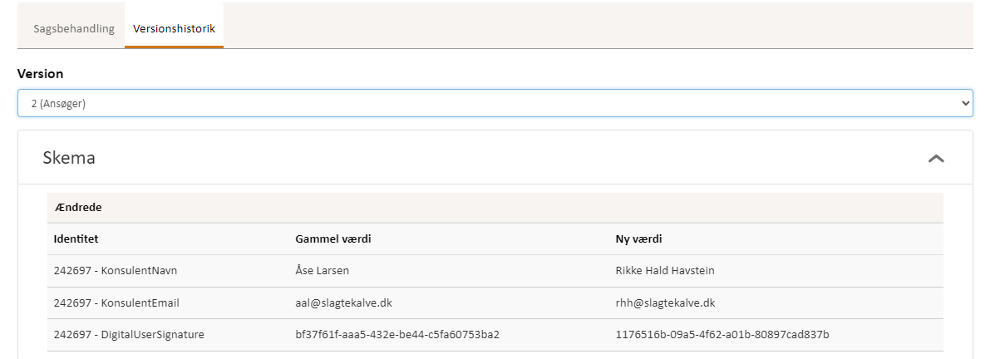 Sagsbehandling Versionshistorik
Version
2 (Ansøger)
Skema
Ændrede
Identitet Gammel værdi Ny værdi
242697 - KonsulentNavn Åse Larsen Rikke Hald Havstein
242697 - KonsulentEmail aal@slagtekalve.dk rhh@slagtekalve.dk
242697 - DigitalUserSignature bf37f61f-aaa5-432e-be44-c5fa60753ba2 1176516b-09a5-4f62-a01b-80897cad837b